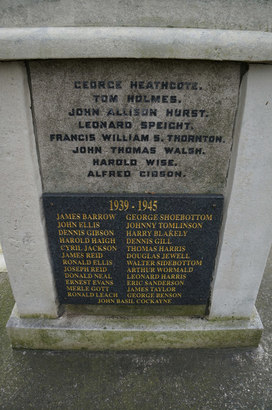 GEORGE HEATHCOTE.
TOM HOLMES.
JOHN ALLISON HURST.
LEONARD SPEIGHT.
FRANCIS WILLIAM S. THORNTON.
JOHN THOMAS WALSH.
HAROLD WISE.
ALFRED GIBSON.
1939 - 1945
JAMES BARROW GEORGE SHOEBOTTOM
JOHN ELLIS JOHNNY TOMLINSON
DENNIS GIBSON HARRY BLAKELY
HAROLD HAIGH DENNIS GILL
CYRIL JACKSON THOMAS HARRIS
JAMES REID DOUGLAS JEWELL
RONALD ELLIS WALTER SIDEBOTTOM
JOSEPH REID ARTHUR WORMALD
DONALD NEAL LEONARD HARRIS
ERNEST EVANS ERIC SANDERSON
MERLE GOTT JAMES TAYLOR
RONALD LEACH GEORGE BENSON
JOHN BASIL COCKAYNE